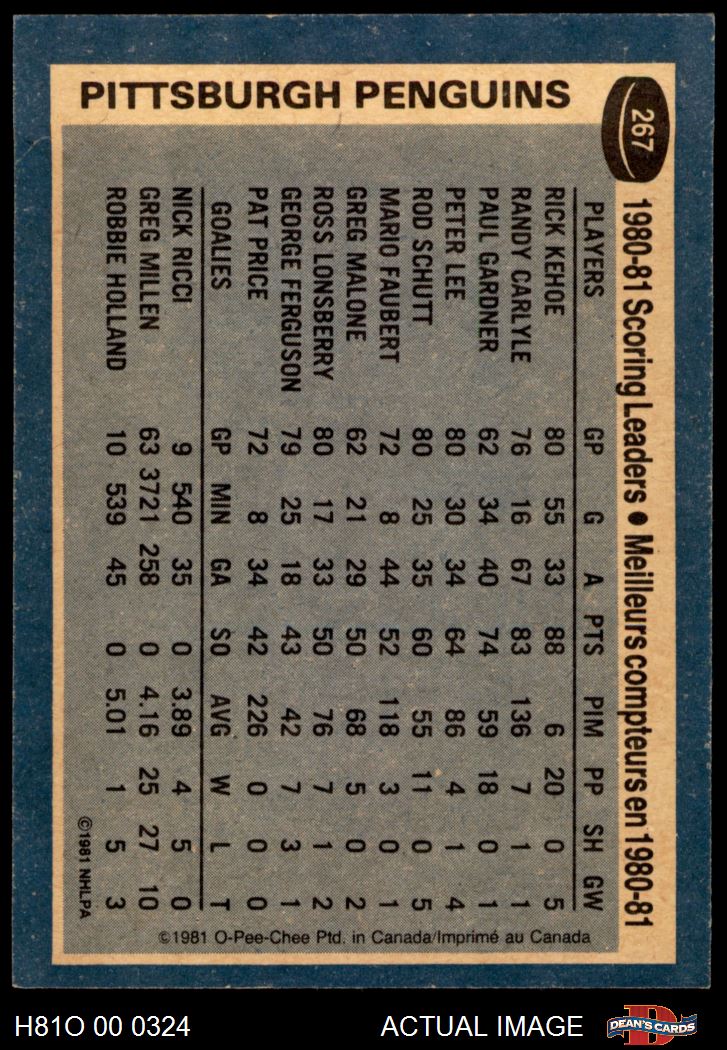 PITTSBURGH PENGUINS
267
1980-81 Scoring Leaders • Meilleurs compteurs en 1980-81
PLAYERS GP G A PTS PIM PP SH GW
RICK KEHOE 80 55 33 88 6 20 0 5
RANDY CARLYLE 76 16 67 83 136 7 1 1
PAUL GARDNER 62 34 40 74 59 18 0 1
PETER LEE 80 30 34 64 86 4 1 4
ROD SCHUTT 80 25 35 60 55 11 0 5
MARIO FAUBERT 72 8 44 52 118 3 0 1
GREG MALONE 62 21 29 50 68 5 0 2
ROSS LONSBERRY 80 17 33 50 76 7 1 2
GEORGE FERGUSON 79 25 18 43 42 7 3 1
PAT PRICE 72 8 34 42 226 0 0 0
GOALIES GP MIN GA SO AVG W L T
NICK RICCI 9 540 35 0 3.89 4 5 0
GREG MILLEN 63 3721 258 0 4.16 25 27 10
ROBBIE HOLLAND 10 539 45 0 5.01 1 5 3
©1981 NHLPA
©1981 O-Pee-Chee Ptd. in Canada/Imprimé au Canada
H81O 00 0324 ACTUAL IMAGE DEAN'S CARDS